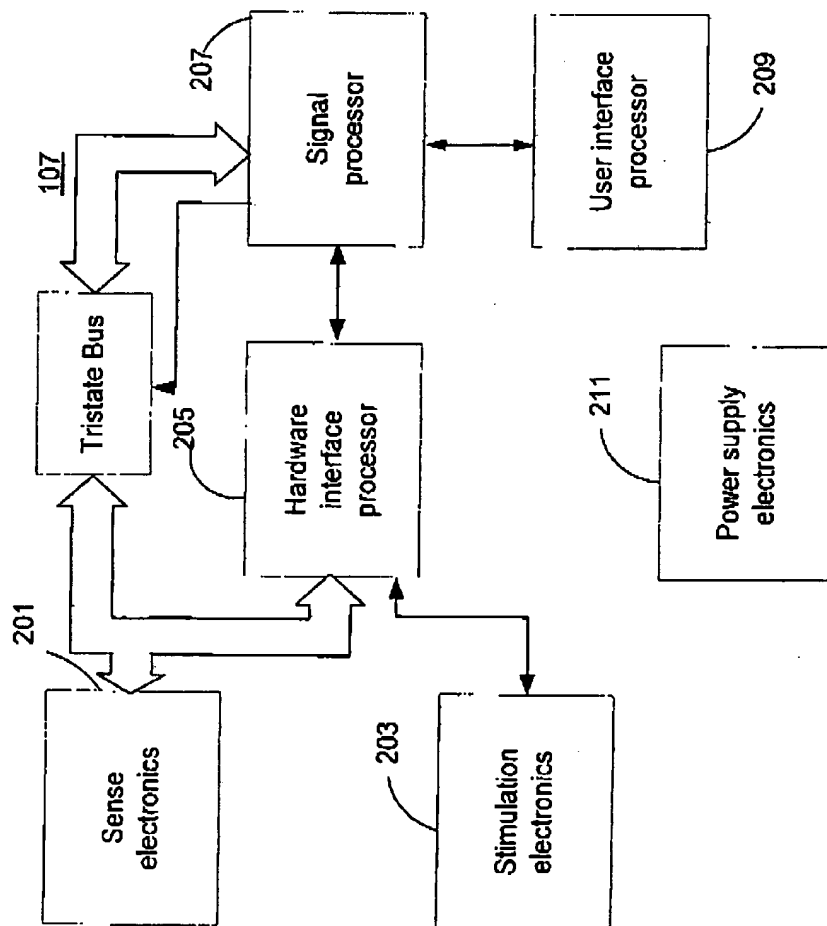 107
201
Sense
electronics
Tristate Bus
207
Signal
processor
205
Hardware
interface
processor
203
Stimulation
electronics
209
User interface
processor
211
Power supply
electronics